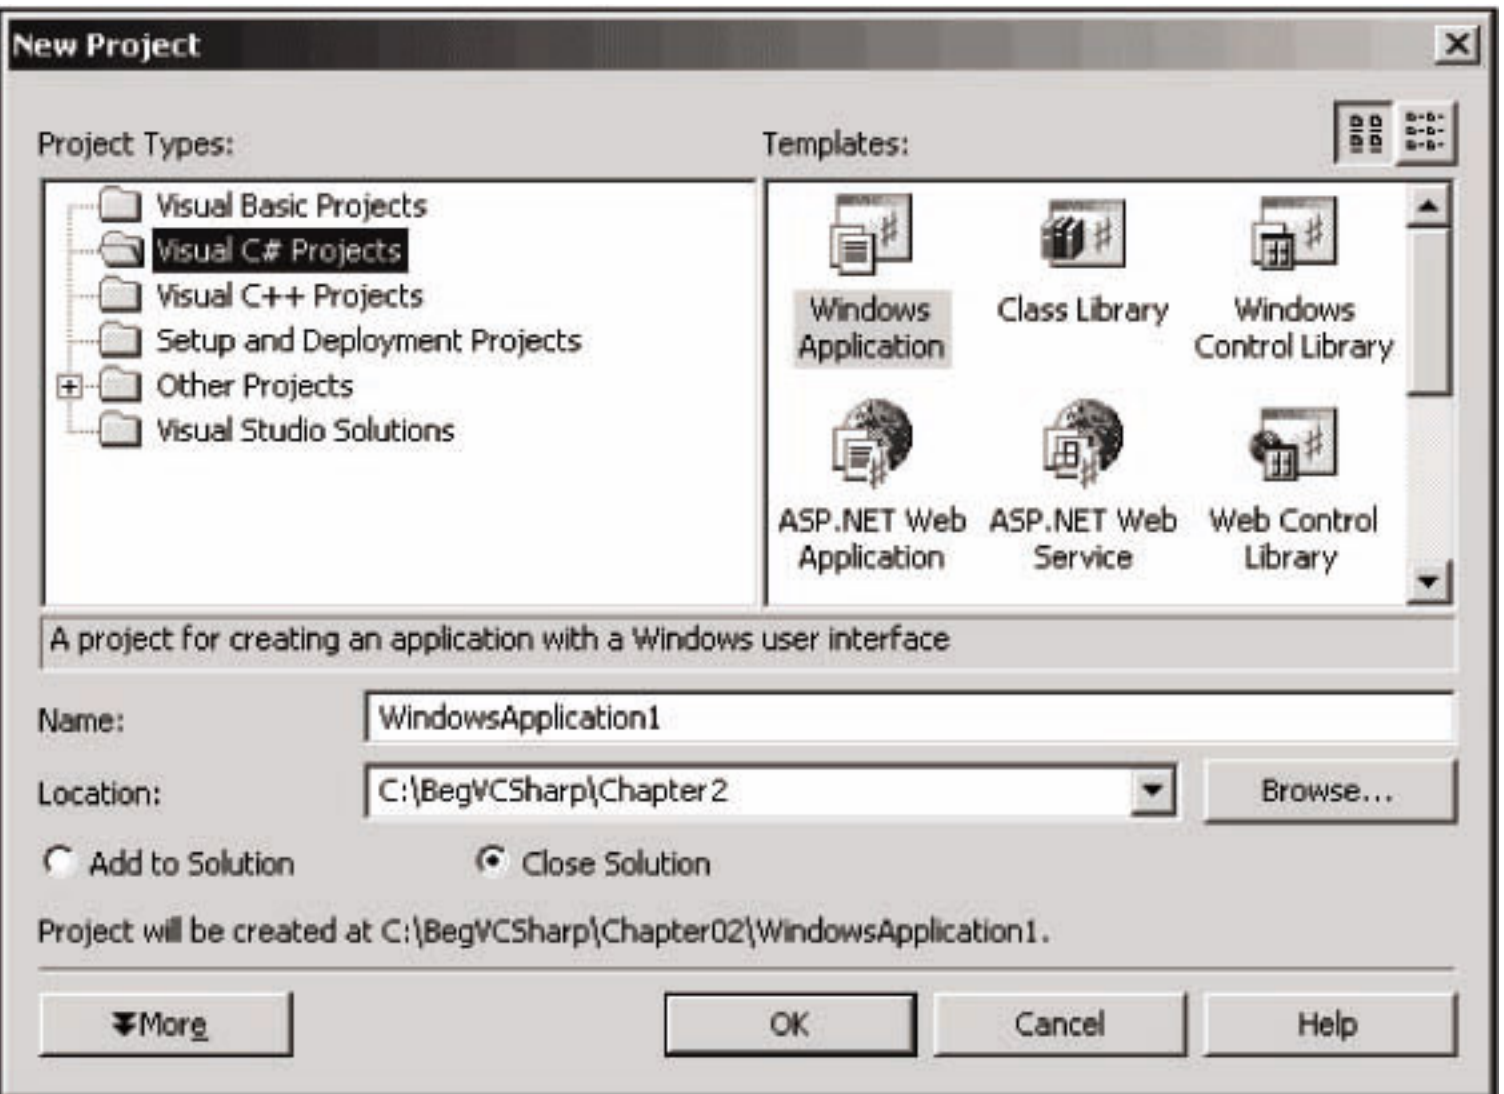 New Project
Project Types:
Templates:
Visual Basic Projects
Visual C# Projects
Visual C++ Projects
Setup and Deployment Projects
Other Projects
Visual Studio Solutions
Windows
Application
Class Library
Windows
Control Library
ASP.NET Web
Application
ASP.NET Web
Service
Web Control
Library
A project for creating an application with a Windows user interface
Name:
WindowsApplication1
Location:
C:\BegVCSharp\Chapter2
Browse...
Add to Solution
Close Solution
Project will be created at C:\BegVCSharp\Chapter02\WindowsApplication1.
More
OK
Cancel
Help